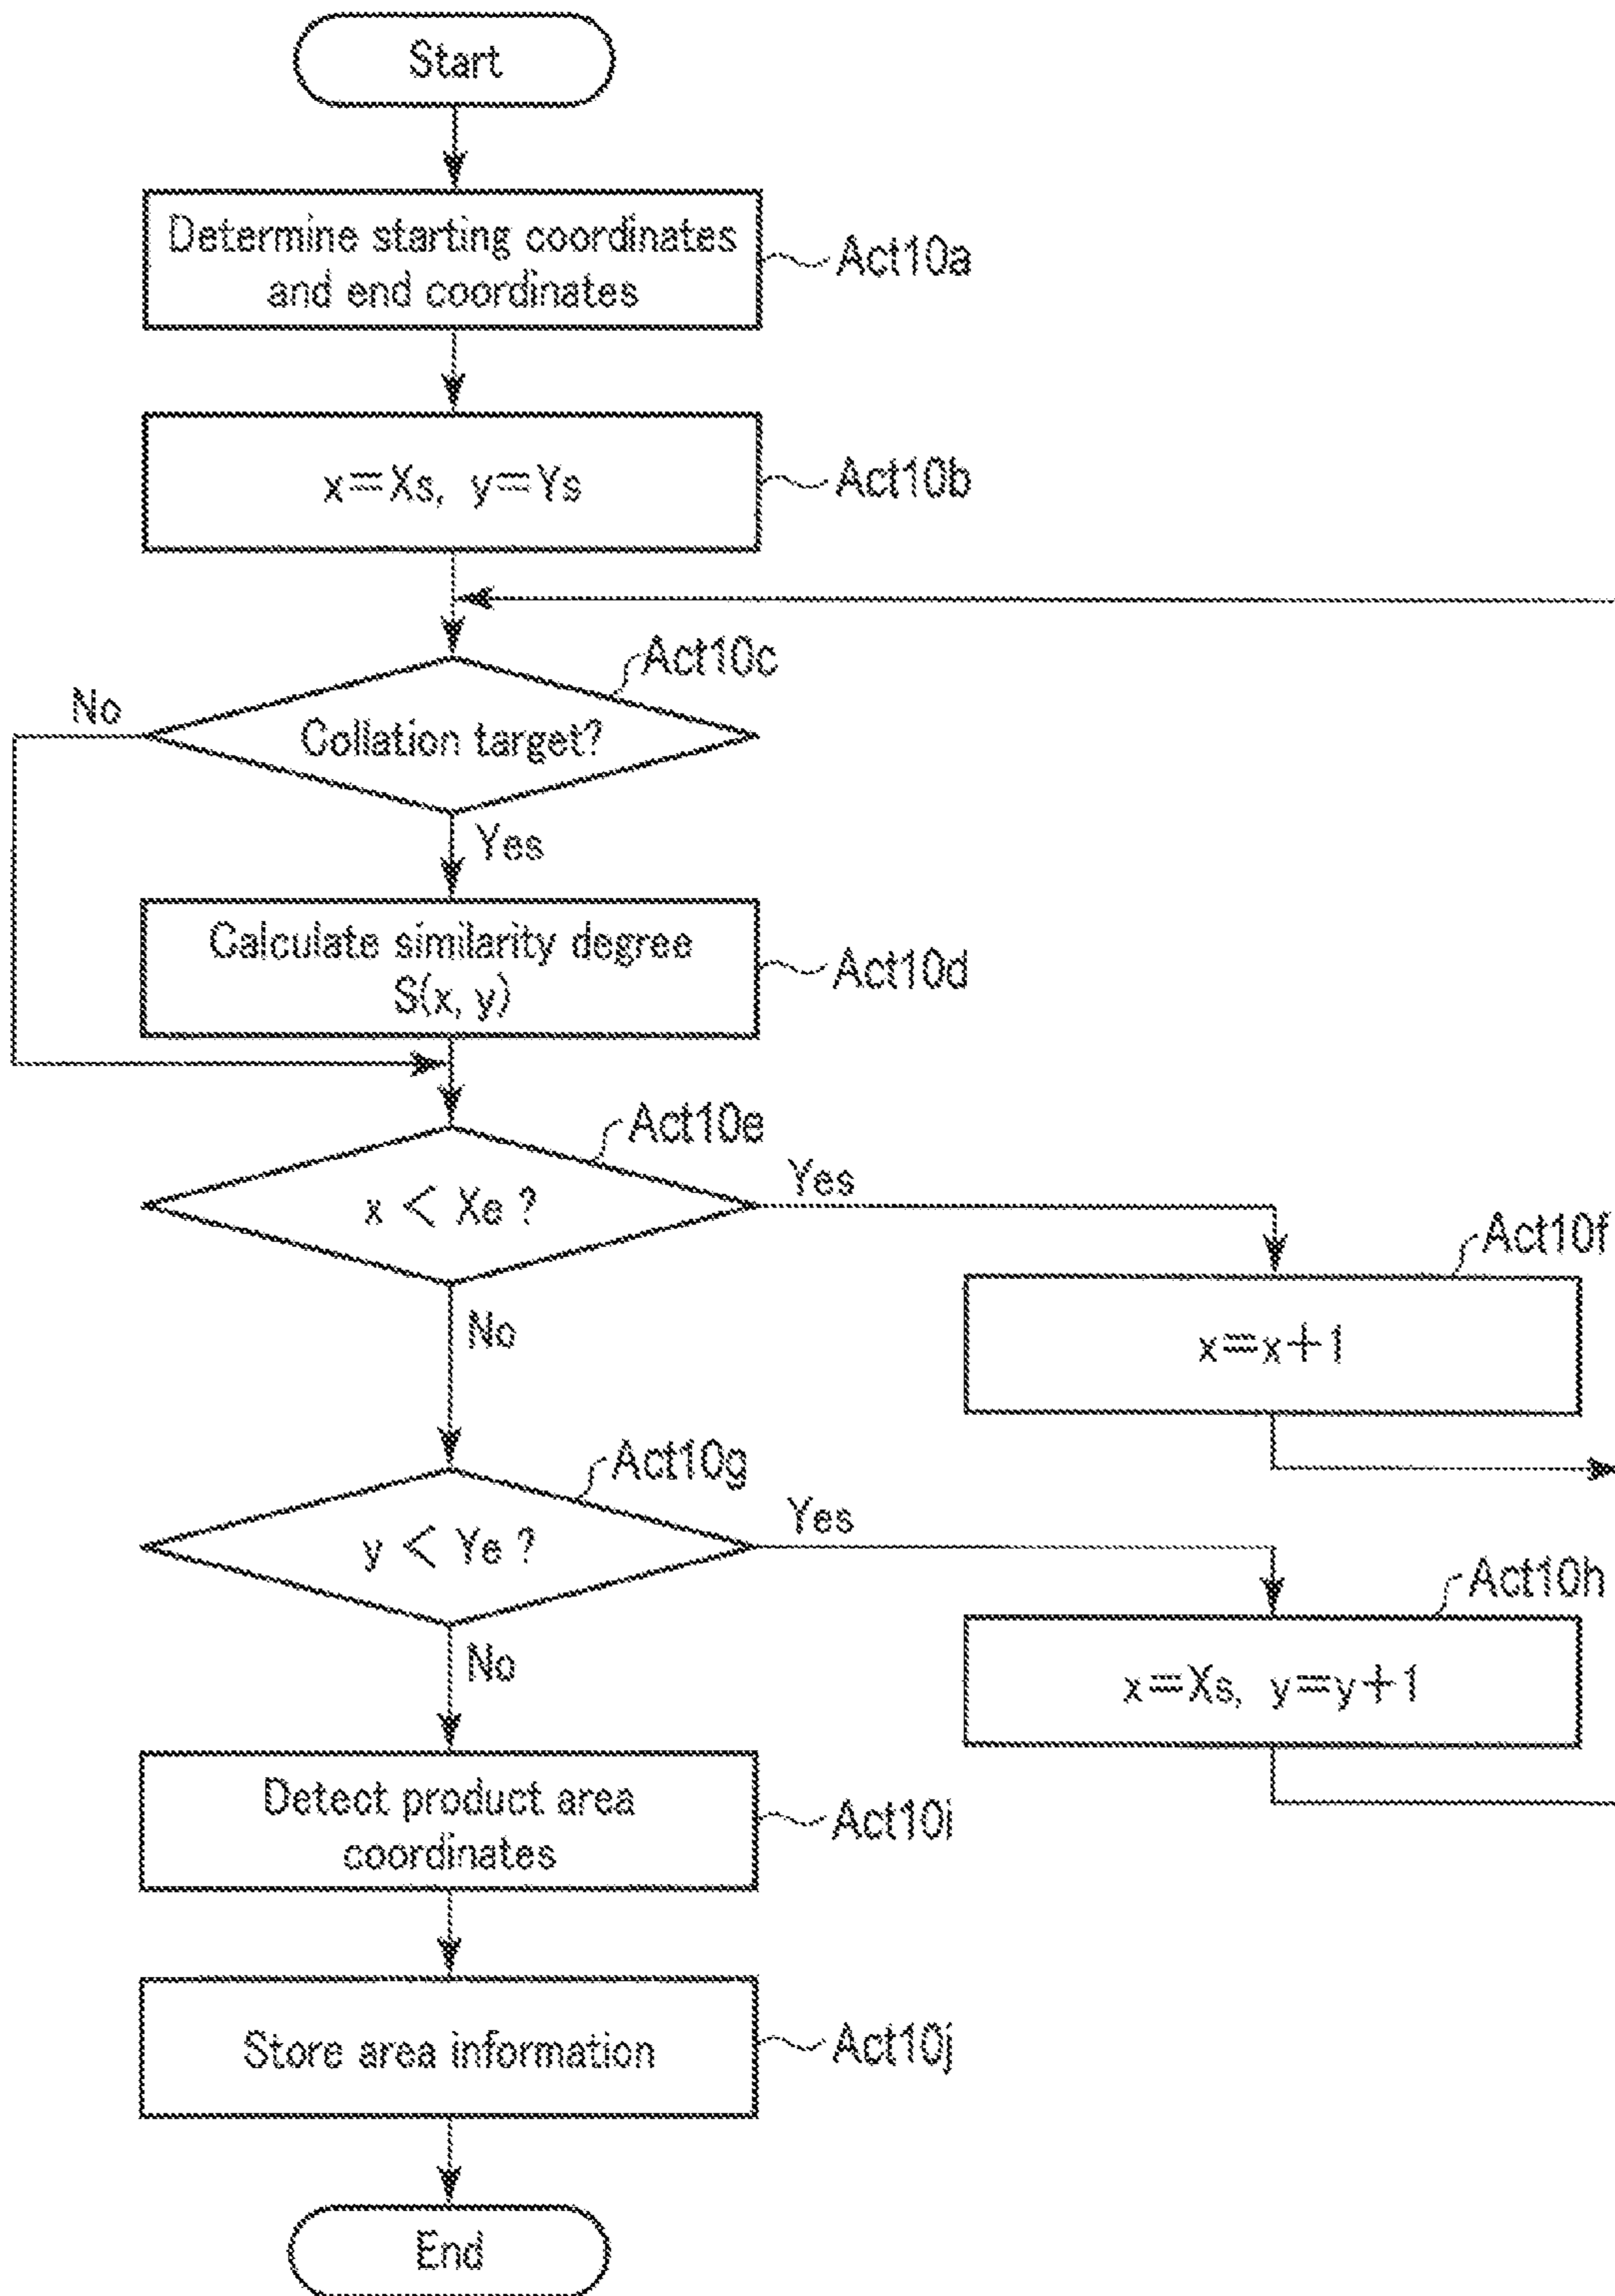 Start
Determine starting coordinates
and end coordinates
Act10a
x=Xs, y=Ys
Act10b
Act10c
No
Collation target?
Yes
Calculate similarity degree
S(x, y)
Act10d
Act10e
x < Xe ?
Yes
Act10f
No
x=x+1
Act10g
y < Ye ?
Yes
Act10h
No
x=Xs, y=y+1
Detect product area
coordinates
Act10i
Store area information
Act10j
End